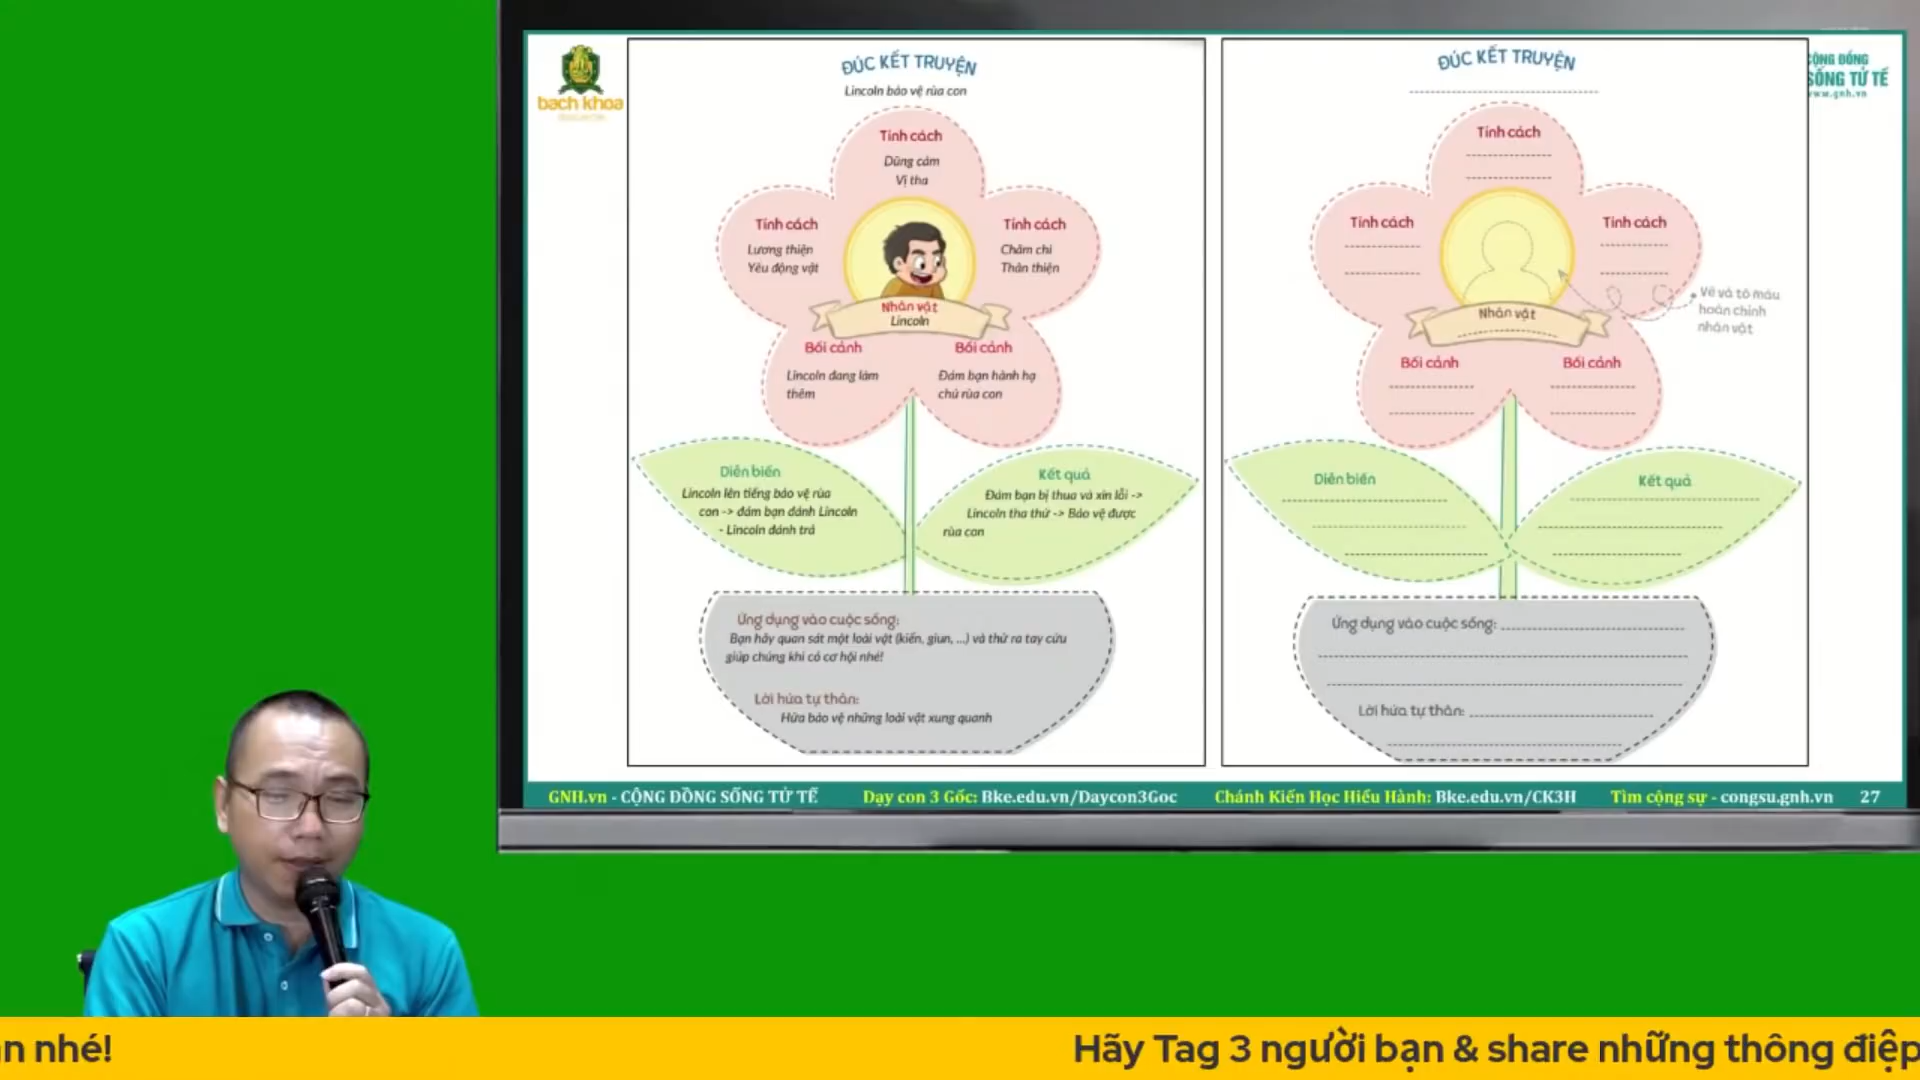 bach khoa
CỘNG ĐỒNG
SỐNG TỬ TẾ
www.gnh.vn
ĐÚC KẾT TRUYỆN
Lincoln bảo vệ rùa con
Tính cách
Dũng cảm
Vị tha
Tính cách
Lương thiện
Yêu động vật
Tính cách
Chăm chỉ
Thân thiện
Nhân vật
Lincoln
Bối cảnh
Lincoln đang làm
thêm
Bối cảnh
Đám bạn hành hạ
chú rùa con
Diễn biến
Lincoln lên tiếng bảo vệ rùa
con -> đám bạn đánh Lincoln
- Lincoln đánh trả
Kết quả
Đám bạn bị thua và xin lỗi ->
Lincoln tha thứ -> Bảo vệ được
rùa con
Ứng dụng vào cuộc sống:
Bạn hãy quan sát một loài vật (kiến, giun, ...) và thử ra tay cứu
giúp chúng khi có cơ hội nhé!
Lời hứa tự thân:
Hứa bảo vệ những loài vật xung quanh
ĐÚC KẾT TRUYỆN
Tính cách
Tính cách
Tính cách
Nhân vật
Vẽ và tô màu
hoàn chỉnh
nhân vật
Bối cảnh
Bối cảnh
Diễn biến
Kết quả
Ứng dụng vào cuộc sống:
Lời hứa tự thân:
GNH.vn - CỘNG ĐỒNG SỐNG TỬ TẾ Dạy con 3 Gốc: Bke.edu.vn/Daycon3Goc Chánh Kiến Học Hiểu Hành: Bke.edu.vn/CK3H Tìm cộng sự - congsu.gnh.vn 27
n nhé! Hãy Tag 3 người bạn & share những thông điệp